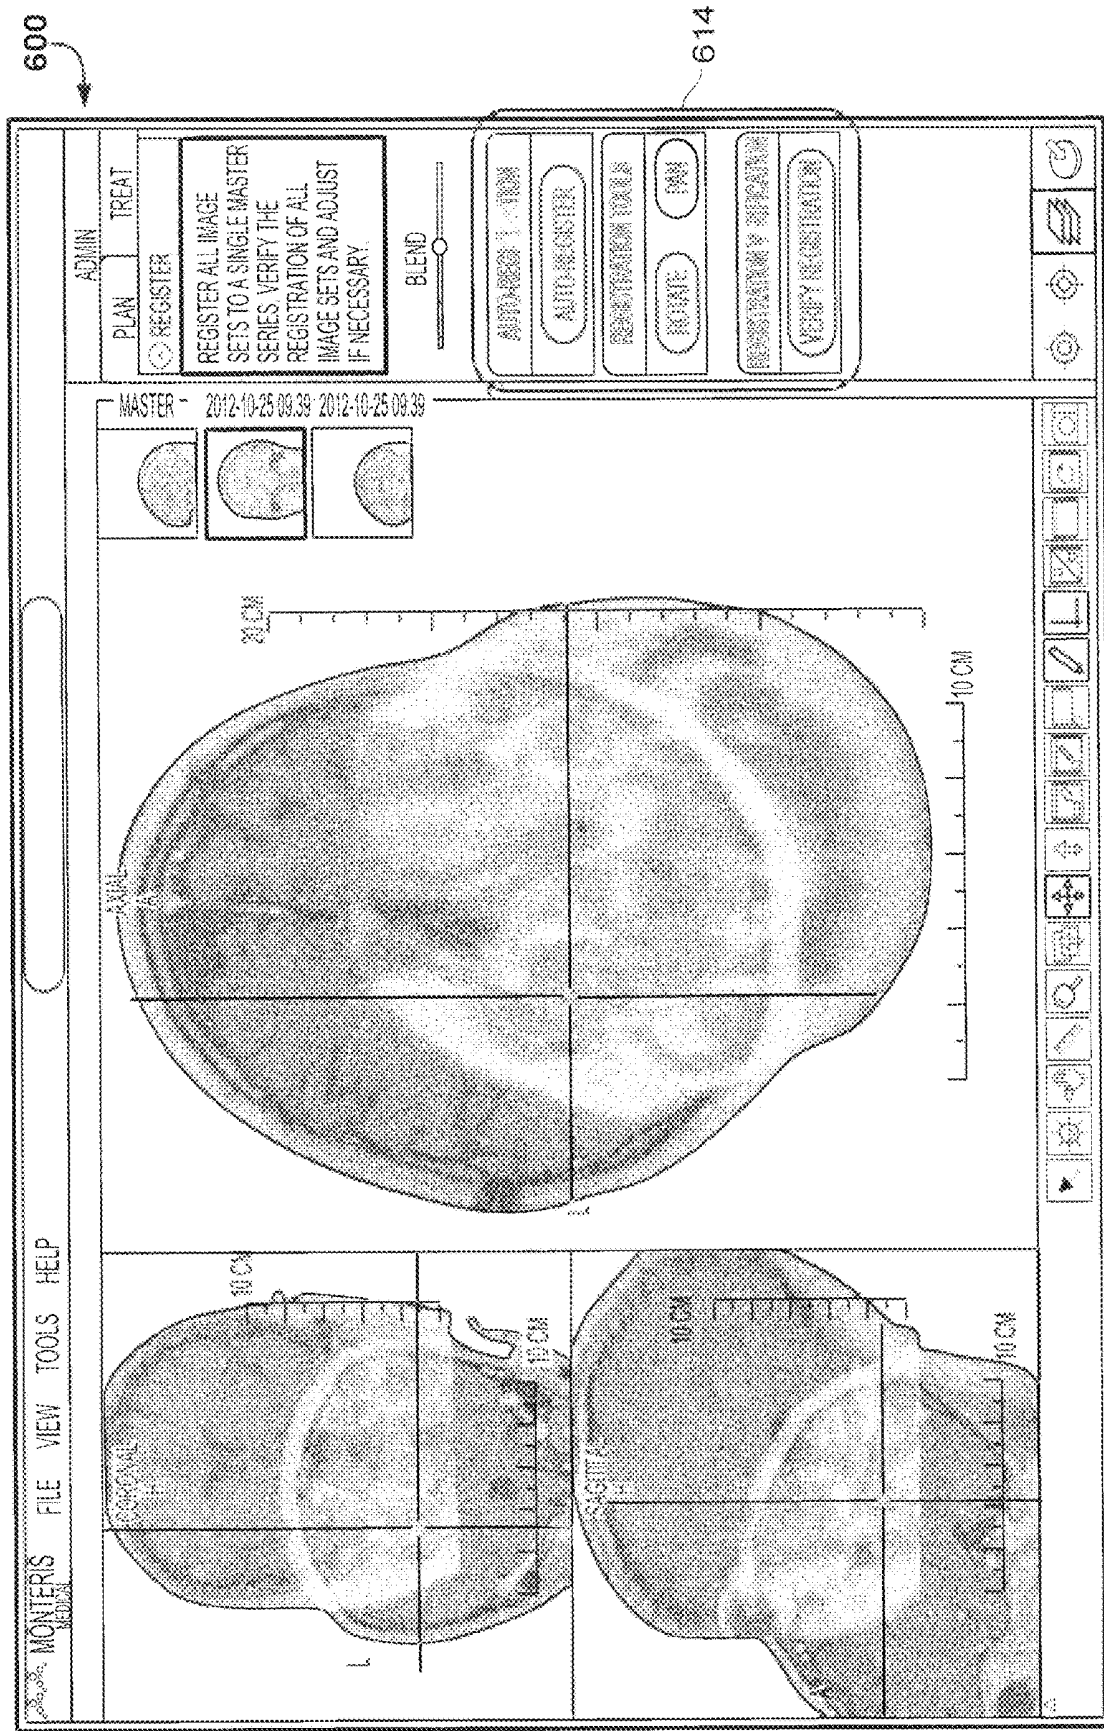 600
MONTERIS
MEDICAL
FILE VIEW TOOLS HELP
ADMIN
PLAN TREAT
REGISTER
REGISTER ALL IMAGE
SETS TO A SINGLE MASTER
SERIES. VERIFY THE
REGISTRATION OF ALL
IMAGE SETS AND ADJUST
IF NECESSARY.
BLEND
AUTO-REGISTER
REGISTRATION TOOLS
ROTATE PAN
VERIFY REGISTRATION
614
MASTER
2012-10-25 09:39
2012-10-25 09:39
CORONAL
10 CM
L
10 CM
SAGITTAL
10 CM
10 CM
AXIAL
A
20 CM
L
10 CM